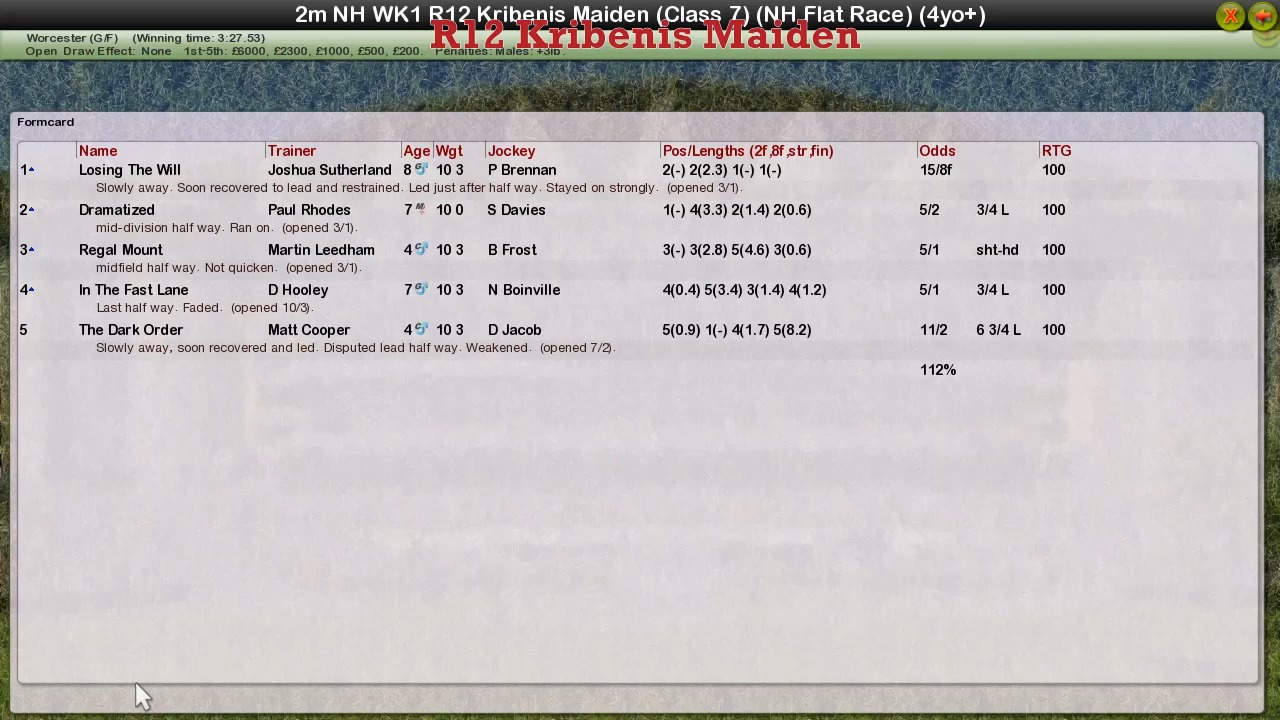 2m NH WK1 R12 Kribenis Maiden (Class 7) (NH Flat Race) (4yo+)
R12 Kribenis Maiden
Worcester (G/F) (Winning time: 3:27.53)
Open Draw Effect: None 1st-5th: £6000, £2300, £1000, £500, £200. Penalties: Males: +3lb.
Formcard
Name Trainer Age Wgt Jockey Pos/Lengths (2f,8f,str,fin) Odds RTG
1 Losing The Will Joshua Sutherland 8 10 3 P Brennan 2(-) 2(2.3) 1(-) 1(-) 15/8f 100
Slowly away. Soon recovered to lead and restrained. Led just after half way. Stayed on strongly. (opened 3/1).
2 Dramatized Paul Rhodes 7 10 0 S Davies 1(-) 4(3.3) 2(1.4) 2(0.6) 5/2 3/4 L 100
mid-division half way. Ran on. (opened 3/1).
3 Regal Mount Martin Leedham 4 10 3 B Frost 3(-) 3(2.8) 5(4.6) 3(0.6) 5/1 sht-hd 100
midfield half way. Not quicken. (opened 3/1).
4 In The Fast Lane D Hooley 7 10 3 N Boinville 4(0.4) 5(3.4) 3(1.4) 4(1.2) 5/1 3/4 L 100
Last half way. Faded. (opened 10/3).
5 The Dark Order Matt Cooper 4 10 3 D Jacob 5(0.9) 1(-) 4(1.7) 5(8.2) 11/2 6 3/4 L 100
Slowly away, soon recovered and led. Disputed lead half way. Weakened. (opened 7/2).
112%